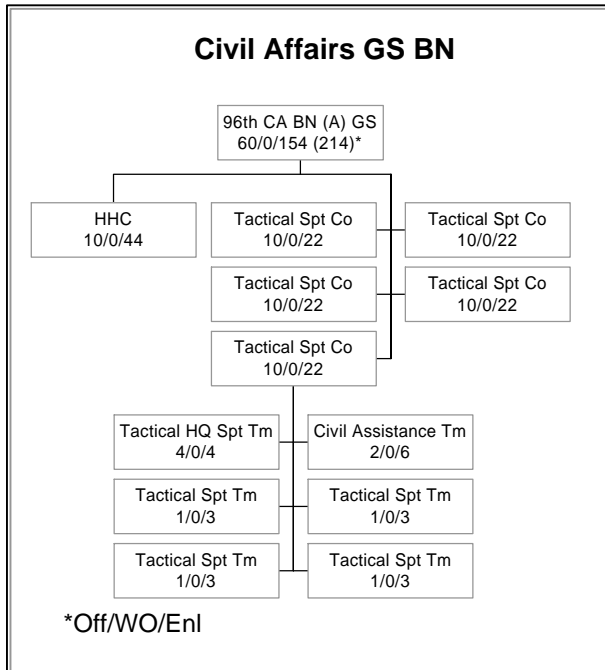 Civil Affairs GS BN
96th CA BN (A) GS
60/0/154 (214)*
HHC
10/0/44
Tactical Spt Co
10/0/22
Tactical Spt Co
10/0/22
Tactical Spt Co
10/0/22
Tactical Spt Co
10/0/22
Tactical Spt Co
10/0/22
Tactical HQ Spt Tm
4/0/4
Civil Assistance Tm
2/0/6
Tactical Spt Tm
1/0/3
Tactical Spt Tm
1/0/3
Tactical Spt Tm
1/0/3
Tactical Spt Tm
1/0/3
*Off/WO/Enl